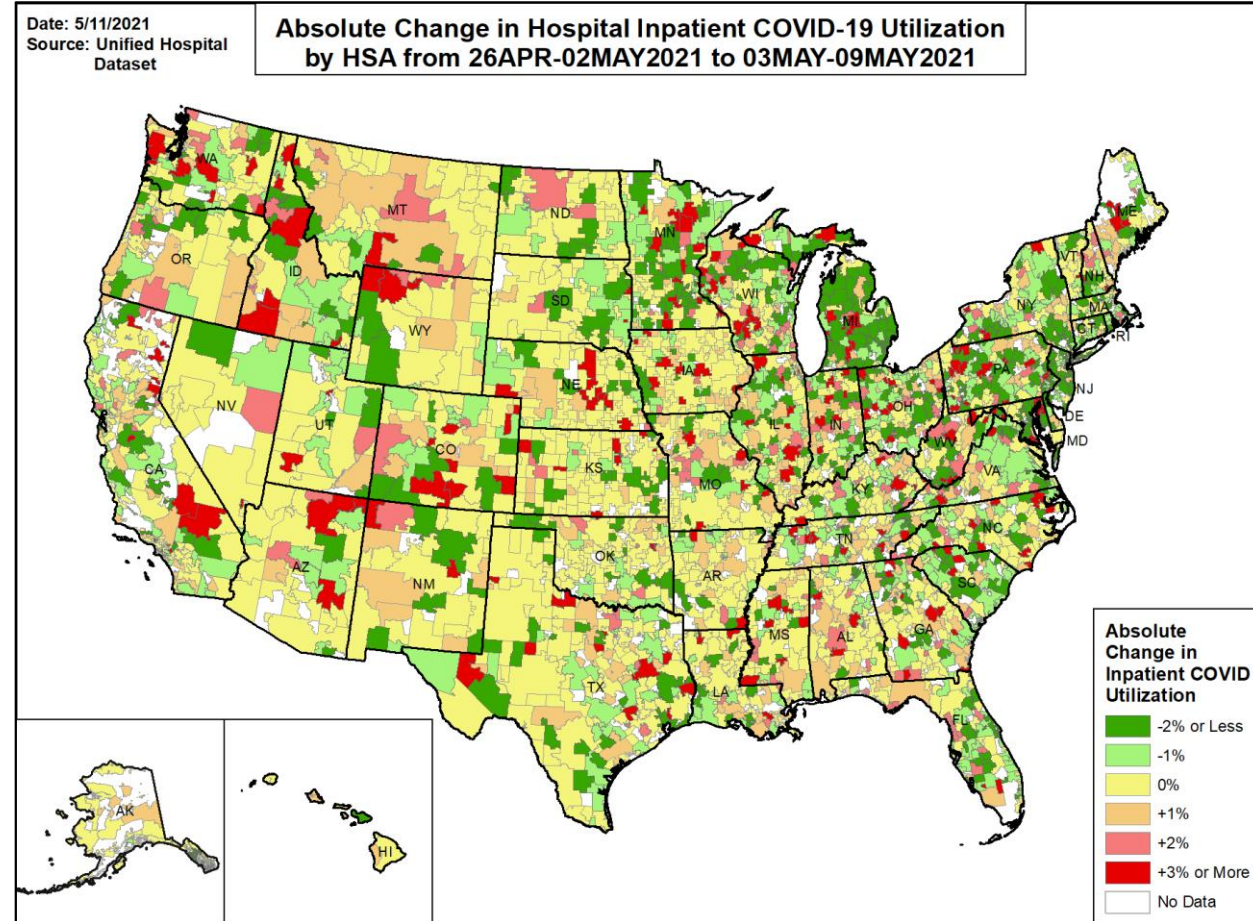 Date: 5/11/2021
Source: Unified Hospital
Dataset
Absolute Change in Hospital Inpatient COVID-19 Utilization
by HSA from 26APR-02MAY2021 to 03MAY-09MAY2021
WA
MT
ND
MN
ME
OR
ID
WY
SD
WI
MI
NY
VT
NH
MA
CT
RI
NV
UT
CO
NE
IA
IL
IN
OH
PA
NJ
DE
MD
CA
KS
MO
KY
WV
VA
AZ
NM
OK
AR
TN
NC
SC
TX
LA
MS
AL
GA
FL
AK
HI
Absolute
Change in
Inpatient COVID
Utilization
-2% or Less
-1%
0%
+1%
+2%
+3% or More
No Data